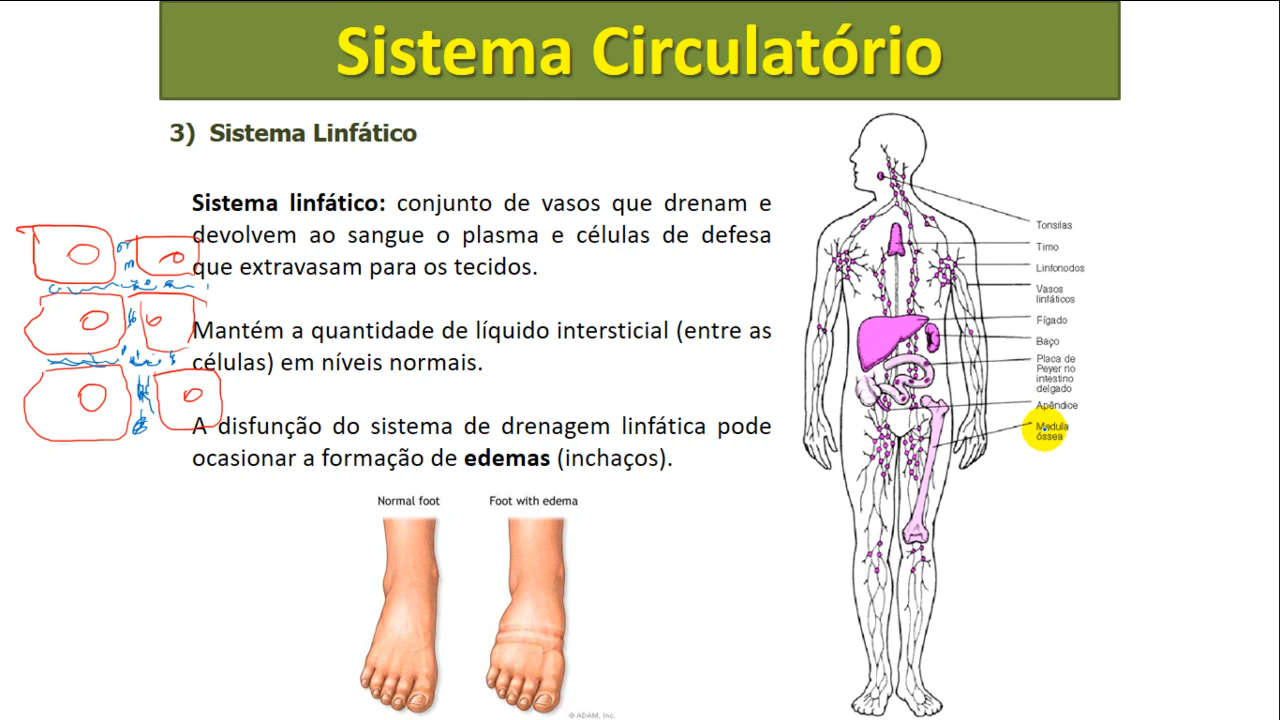 Sistema Circulatório
3) Sistema Linfático
Sistema linfático: conjunto de vasos que drenam e
devolvem ao sangue o plasma e células de defesa
que extravasam para os tecidos.
Mantém a quantidade de líquido intersticial (entre as
células) em níveis normais.
A disfunção do sistema de drenagem linfática pode
ocasionar a formação de edemas (inchaços).
Normal foot
Foot with edema
© ADAM, Inc.
Tonsilas
Timo
Linfonodos
Vasos
linfáticos
Fígado
Baço
Placa de
Peyer no
intestino
delgado
Apêndice
Medula
óssea